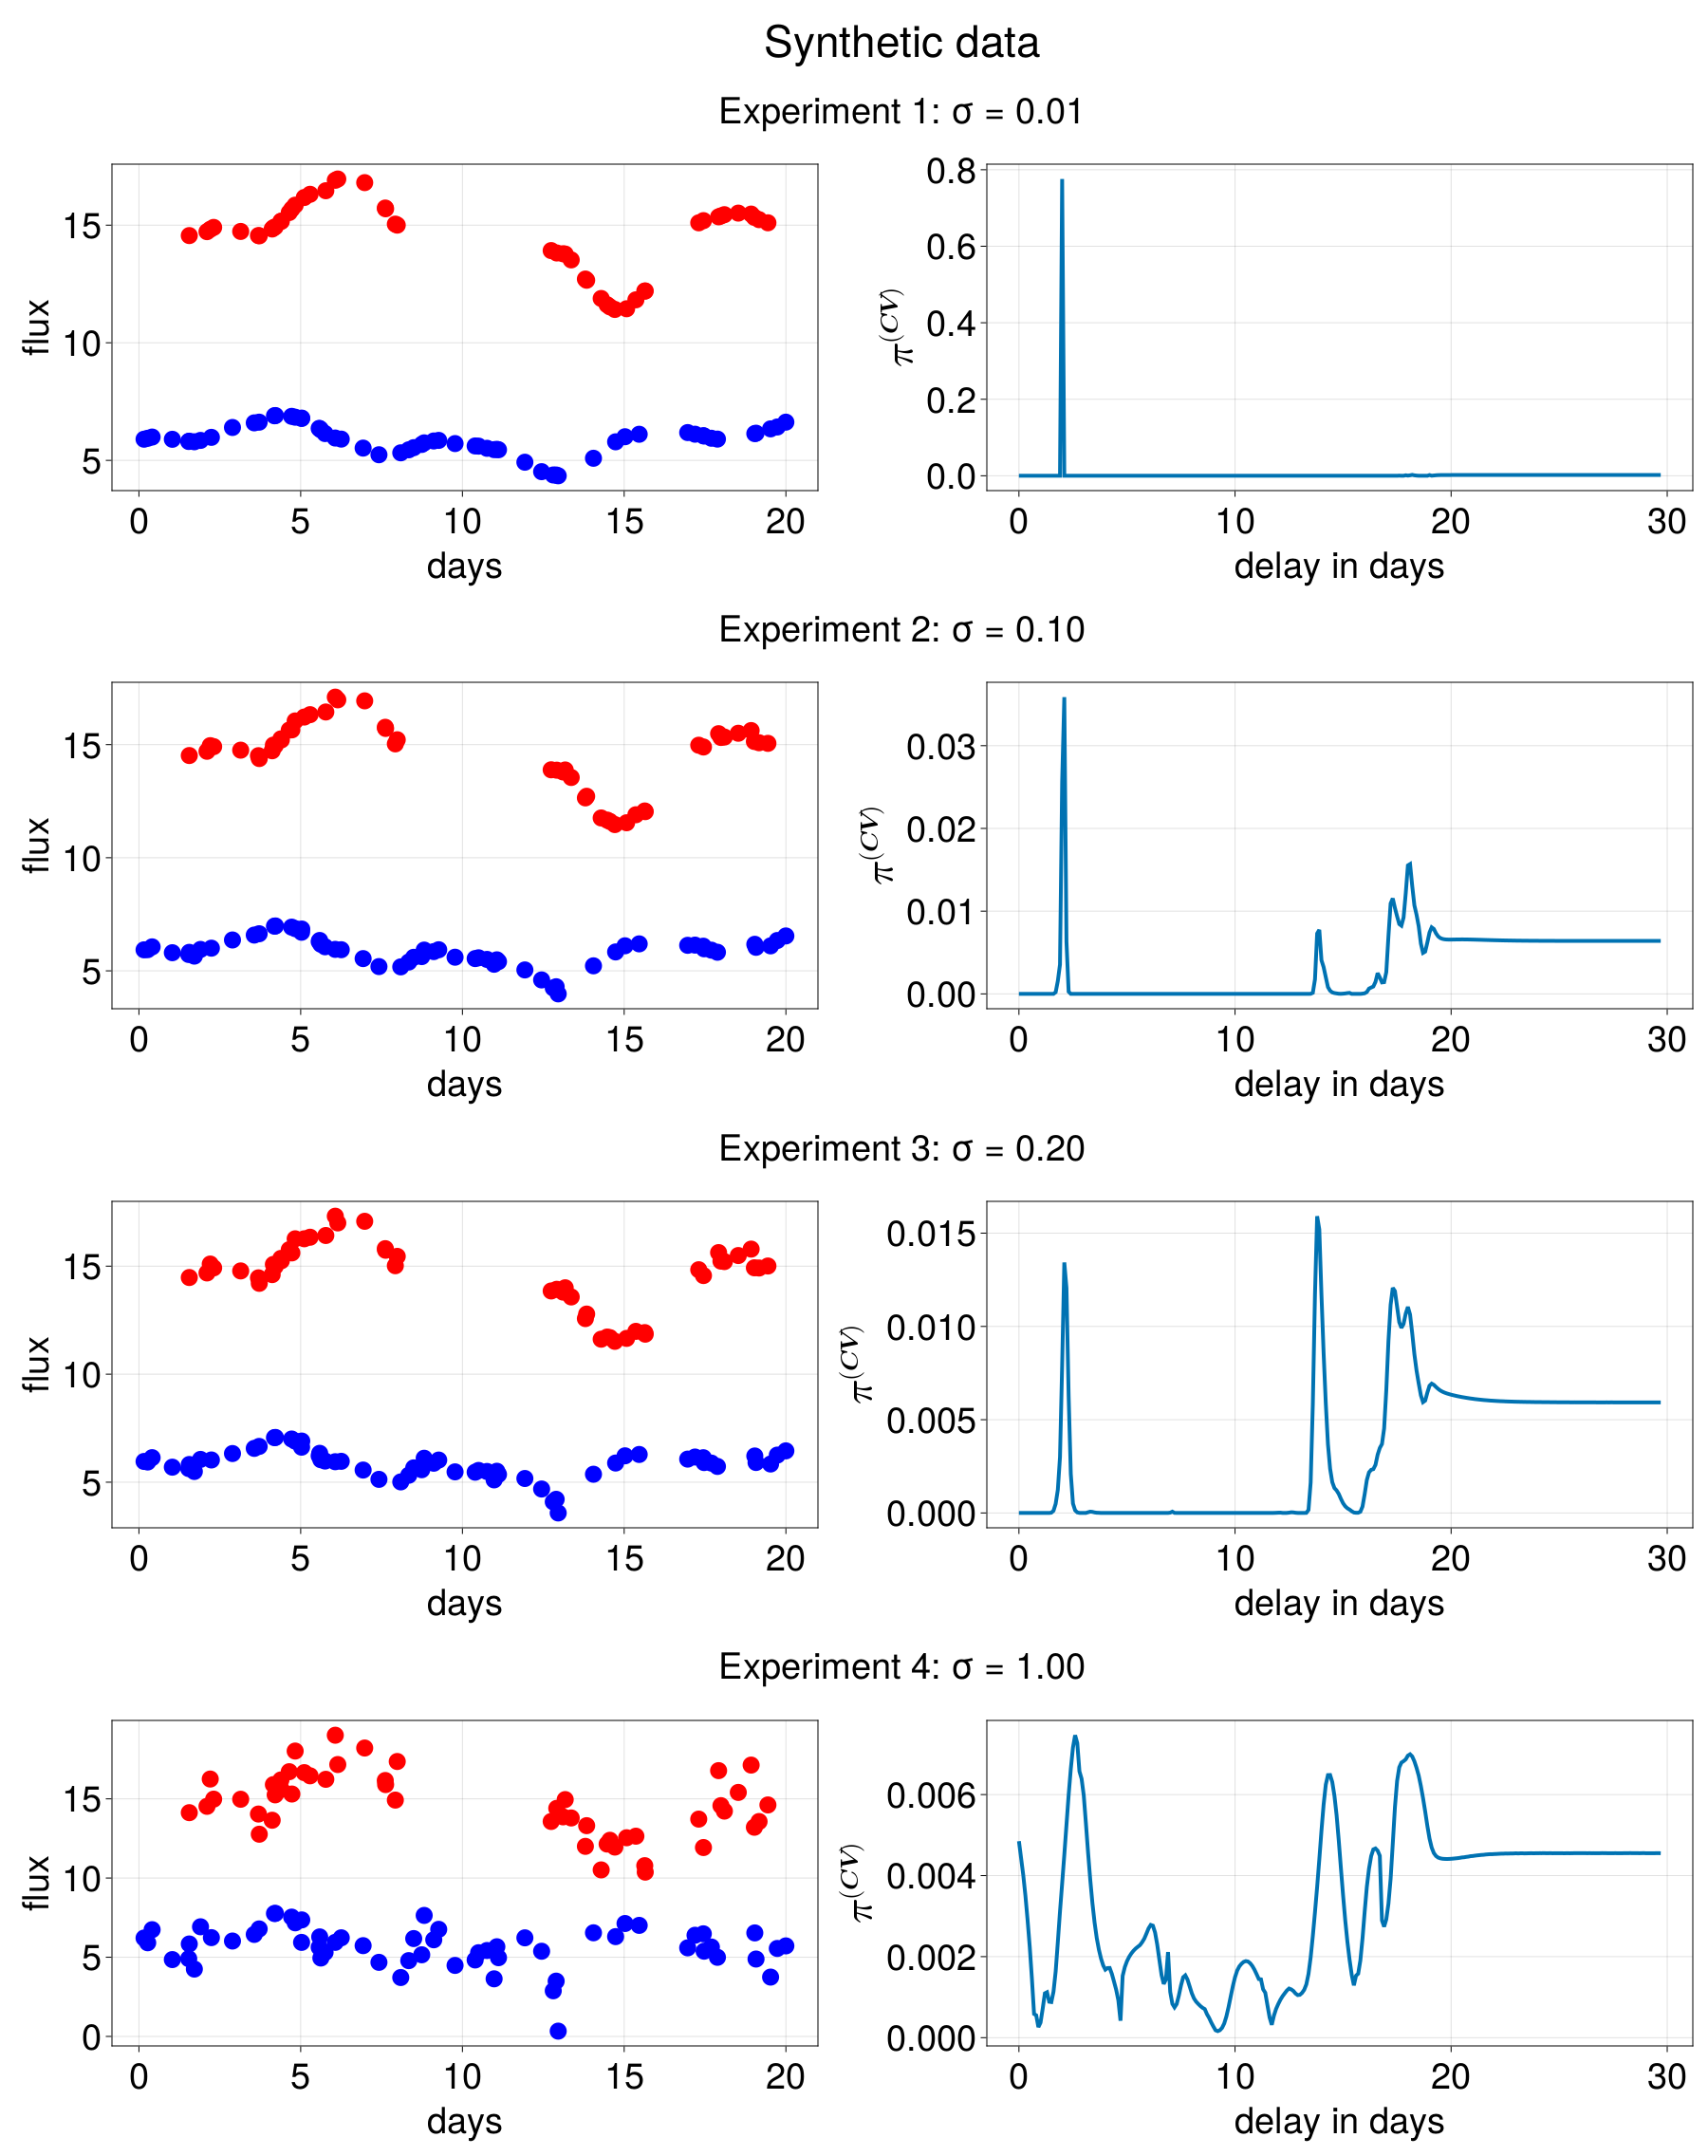 Synthetic data
Experiment 1: σ = 0.01
flux
15
10
5
0 5 10 15 20
days
π(CV)
0.8
0.6
0.4
0.2
0.0
0 10 20 30
delay in days
Experiment 2: σ = 0.10
flux
15
10
5
0 5 10 15 20
days
π(CV)
0.03
0.02
0.01
0.00
0 10 20 30
delay in days
Experiment 3: σ = 0.20
flux
15
10
5
0 5 10 15 20
days
π(CV)
0.015
0.010
0.005
0.000
0 10 20 30
delay in days
Experiment 4: σ = 1.00
flux
15
10
5
0
0 5 10 15 20
days
π(CV)
0.006
0.004
0.002
0.000
0 10 20 30
delay in days